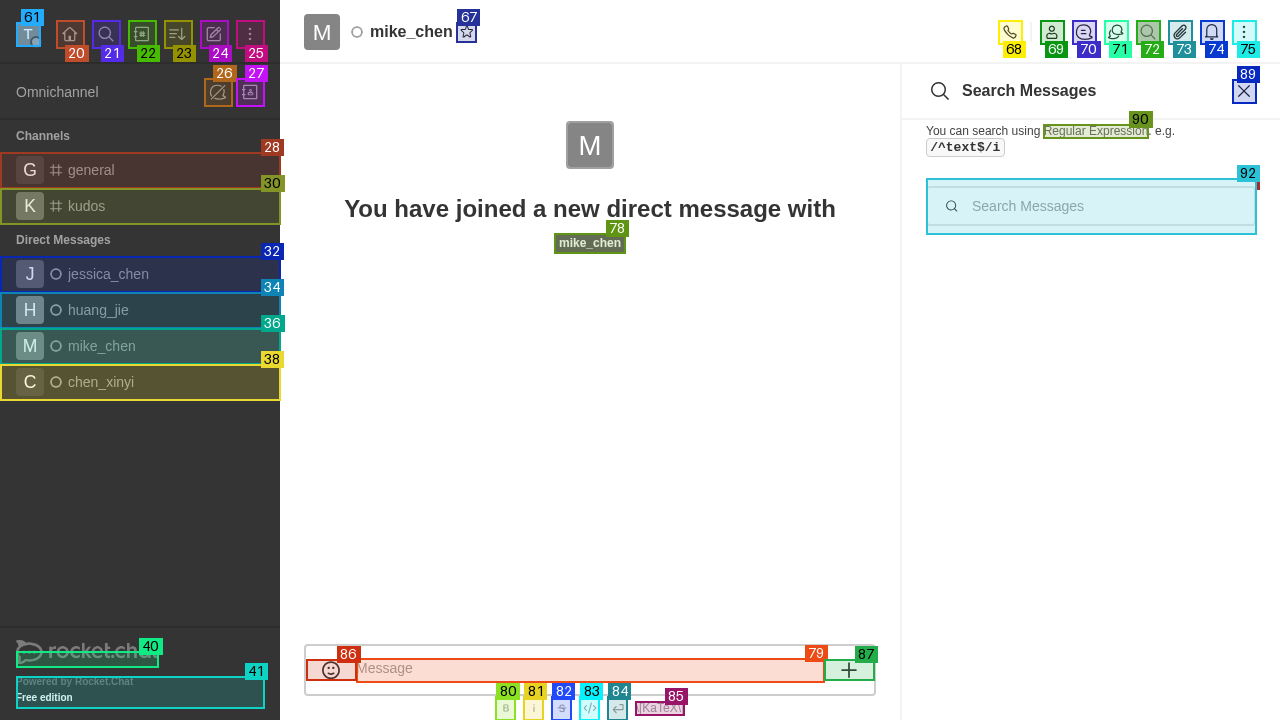 61
T
20
21
22
23
24
25
M
mike_chen
67
68
69
70
71
72
73
74
75
Omnichannel
26
27
Search Messages
89
You can search using Regular Expression. e.g.
90
/^text$/i
92
Search Messages
Channels
28
G general
30
K kudos
Direct Messages
32
J jessica_chen
34
H huang_jie
36
M mike_chen
38
C chen_xinyi
M
You have joined a new direct message with
78
mike_chen
40
rocket.cha
41
Powered by Rocket.Chat
Free edition
86
79
87
Message
80
81
82
83
84
85
B
i
S
</>
KaTeX